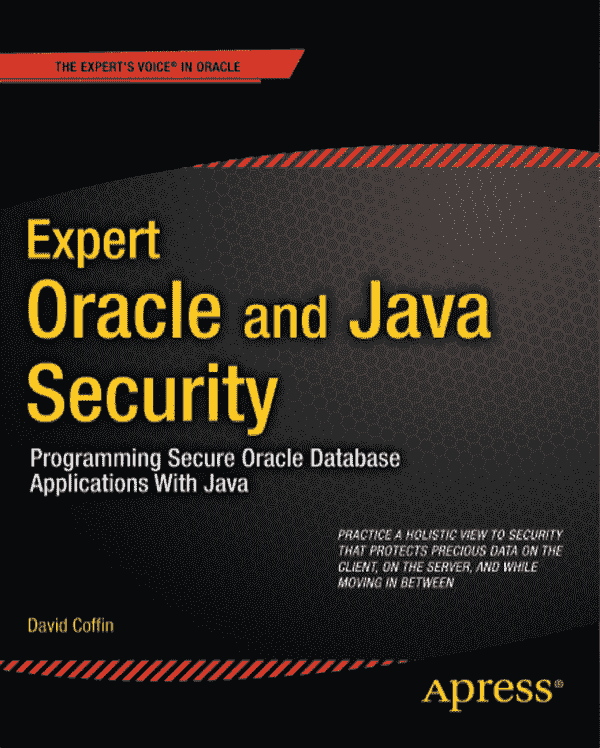 THE EXPERT'S VOICE® IN ORACLE
Expert
Oracle and Java
Security
Programming Secure Oracle Database
Applications With Java
PRACTICE A HOLISTIC VIEW TO SECURITY
THAT PROTECTS PRECIOUS DATA ON THE
CLIENT, ON THE SERVER, AND WHILE
MOVING IN BETWEEN
David Coffin
Apress®